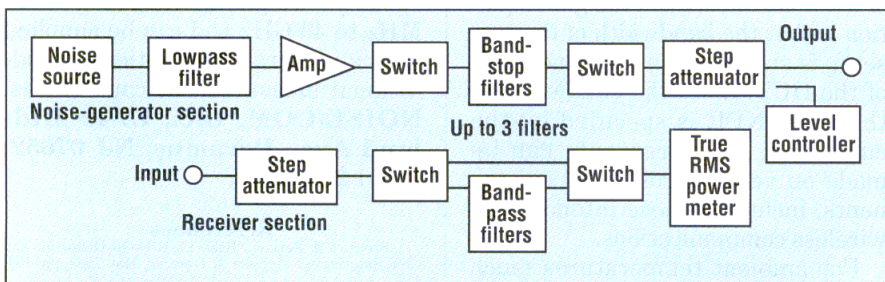 Output
Noise
source
Lowpass
filter
Amp
Switch
Band-
stop
filters
Switch
Step
attenuator
Noise-generator section
Up to 3 filters
Level
controller
Input
Step
attenuator
Switch
Band-
pass
filters
Switch
True
RMS
power
meter
Receiver section